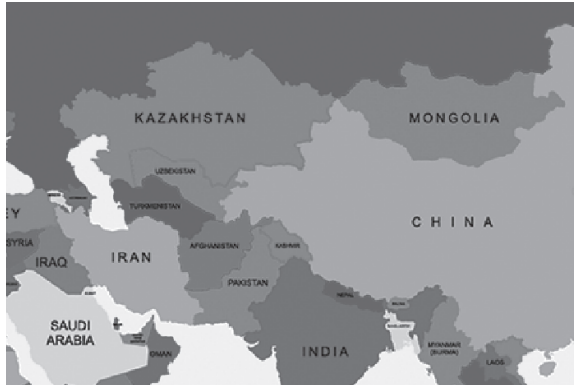 KAZAKHSTAN
MONGOLIA
UZBEKISTAN
TURKMENISTAN
CHINA
EY
SYRIA
IRAQ
IRAN
AFGHANISTAN
KASHMIR
PAKISTAN
NEPAL
SAUDI
ARABIA
OMAN
INDIA
MYANMAR
(BURMA)
LAOS